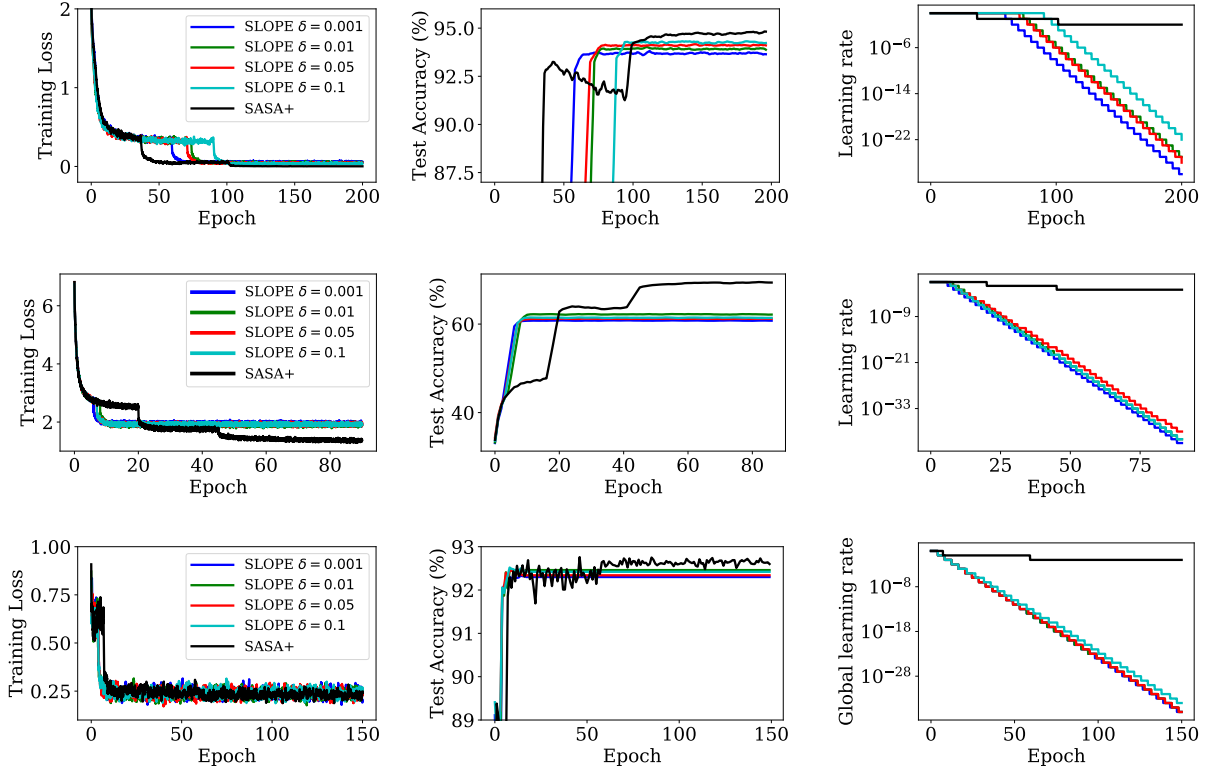 Training Loss
2
1
0
0 50 100 150 200
Epoch
SLOPE δ = 0.001
SLOPE δ = 0.01
SLOPE δ = 0.05
SLOPE δ = 0.1
SASA+
Test Accuracy (%)
95.0
92.5
90.0
87.5
0 50 100 150 200
Epoch
Learning rate
10⁻⁶
10⁻¹⁴
10⁻²²
100 200
0
Epoch
Training Loss
6
4
2
0 20 40 60 80
Epoch
SLOPE δ = 0.001
SLOPE δ = 0.01
SLOPE δ = 0.05
SLOPE δ = 0.1
SASA+
Test Accuracy (%)
60
40
0 20 40 60 80
Epoch
Learning rate
10⁻⁹
10⁻²¹
10⁻³³
0 25 50 75
Epoch
Training Loss
1.00
0.75
0.50
0.25
0 50 100 150
Epoch
SLOPE δ = 0.001
SLOPE δ = 0.01
SLOPE δ = 0.05
SLOPE δ = 0.1
SASA+
Test Accuracy (%)
93
92
91
90
89
0 50 100 150
Epoch
Global learning rate
10⁻⁸
10⁻¹⁸
10⁻²⁸
0 50 100 150
Epoch